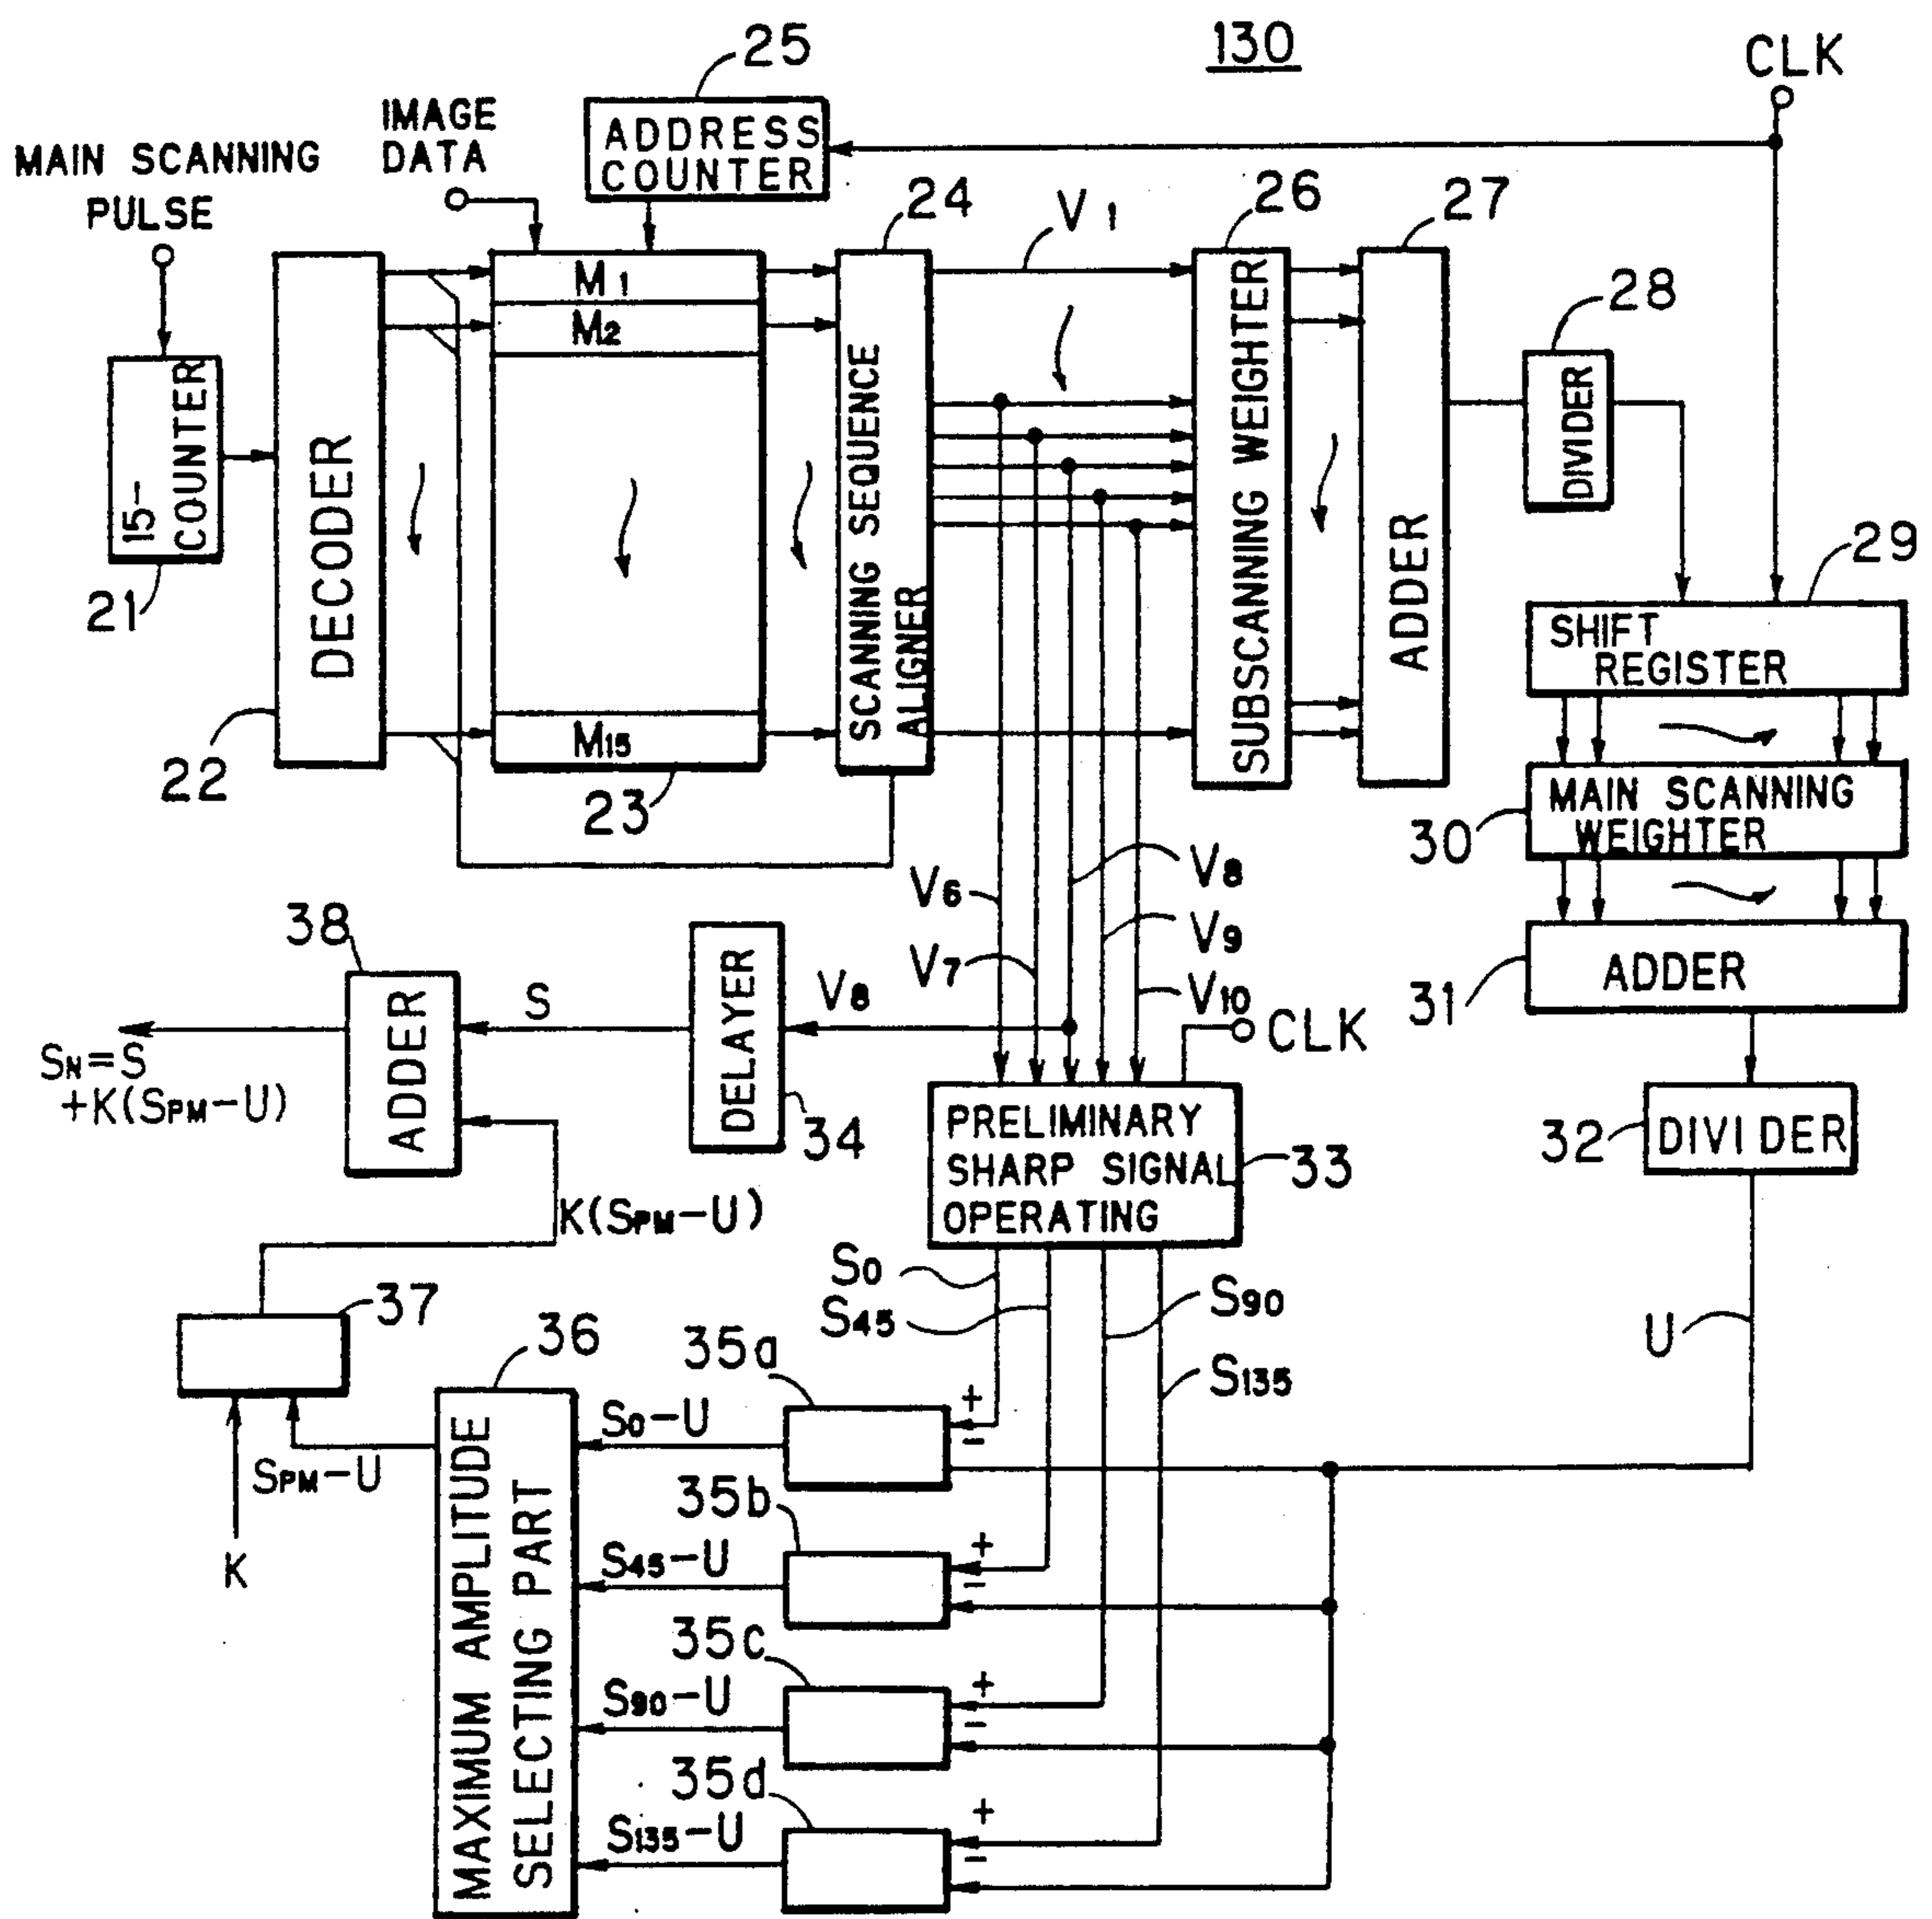 130
25
CLK
IMAGE
DATA
ADDRESS
COUNTER
MAIN SCANNING
PULSE
24
V1
26
27
28
M1
M2
M15
15-
COUNTER
DECODER
SCANNING SEQUENCE
ALIGNER
SUBSCANNING WEIGHTER
ADDER
DIVIDER
29
21
22
23
SHIFT
REGISTER
MAIN SCANNING
WEIGHTER
30
V6
V8
V7
V9
V10
ADDER
31
38
ADDER
S
DELAYER
34
V8
CLK
SN=S
+K(SPM-U)
K(SPM-U)
PRELIMINARY
SHARP SIGNAL
OPERATING
33
32
DIVIDER
S0
S45
S90
S135
U
37
36
35a
+
-
S0-U
SPM-U
K
MAXIMUM AMPLITUDE
SELECTING PART
35b
+
-
S45-U
35c
+
-
S90-U
35d
+
-
S135-U